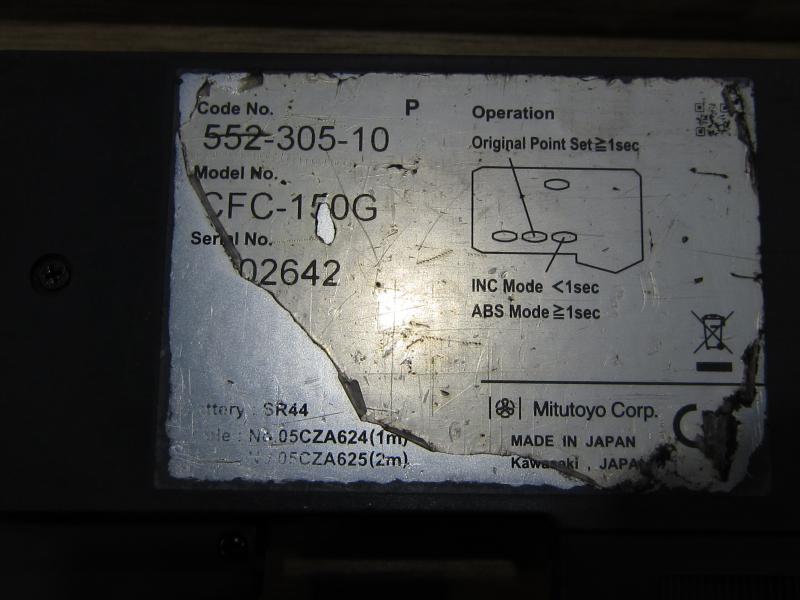 Code No. P
552-305-10
Model No.
CFC-150G
Serial No.
02642
Operation
Original Point Set≧1sec
INC Mode <1sec
ABS Mode≧1sec
SR44
No.05CZA624(1m)
05CZA625(2m)
Mitutoyo Corp.
MADE IN JAPAN
Kawasaki , JAPAN